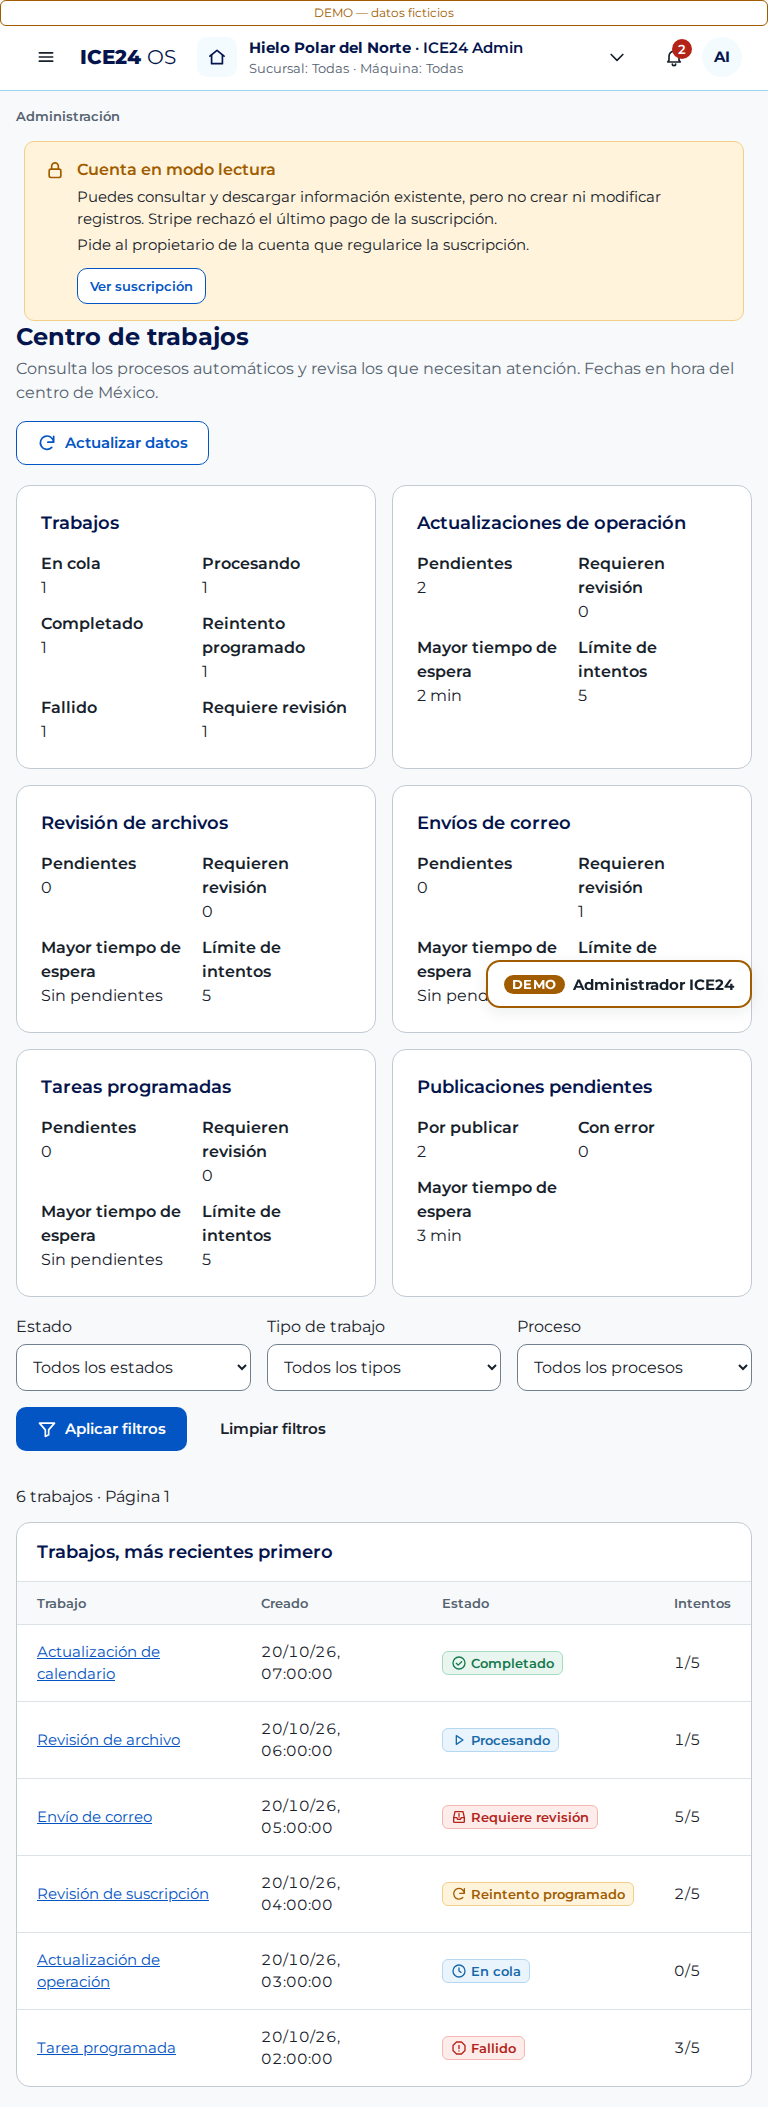 DEMO — datos ficticios
ICE24 OS
Hielo Polar del Norte · ICE24 Admin
Sucursal: Todas · Máquina: Todas
2
AI
Administración
Cuenta en modo lectura
Puedes consultar y descargar información existente, pero no crear ni modificar
registros. Stripe rechazó el último pago de la suscripción.
Pide al propietario de la cuenta que regularice la suscripción.
Ver suscripción
Centro de trabajos
Consulta los procesos automáticos y revisa los que necesitan atención. Fechas en hora del
centro de México.
Actualizar datos
Trabajos
En cola
1
Procesando
1
Completado
1
Reintento
programado
1
Fallido
1
Requiere revisión
1
Actualizaciones de operación
Pendientes
2
Requieren
revisión
0
Mayor tiempo de
espera
2 min
Límite de
intentos
5
Revisión de archivos
Pendientes
0
Requieren
revisión
0
Mayor tiempo de
espera
Sin pendientes
Límite de
intentos
5
Envíos de correo
Pendientes
0
Requieren
revisión
1
Mayor tiempo de
espera
Sin
Límite de
DEMO Administrador ICE24
Tareas programadas
Pendientes
0
Requieren
revisión
0
Mayor tiempo de
espera
Sin pendientes
Límite de
intentos
5
Publicaciones pendientes
Por publicar
2
Con error
0
Mayor tiempo de
espera
3 min
Estado
Todos los estados
Tipo de trabajo
Todos los tipos
Proceso
Todos los procesos
Aplicar filtros
Limpiar filtros
6 trabajos · Página 1
Trabajos, más recientes primero
Trabajo Creado Estado Intentos
Actualización de
calendario
20/10/26,
07:00:00
Completado
1/5
Revisión de archivo
20/10/26,
06:00:00
Procesando
1/5
Envío de correo
20/10/26,
05:00:00
Requiere revisión
5/5
Revisión de suscripción
20/10/26,
04:00:00
Reintento programado
2/5
Actualización de
operación
20/10/26,
03:00:00
En cola
0/5
Tarea programada
20/10/26,
02:00:00
Fallido
3/5